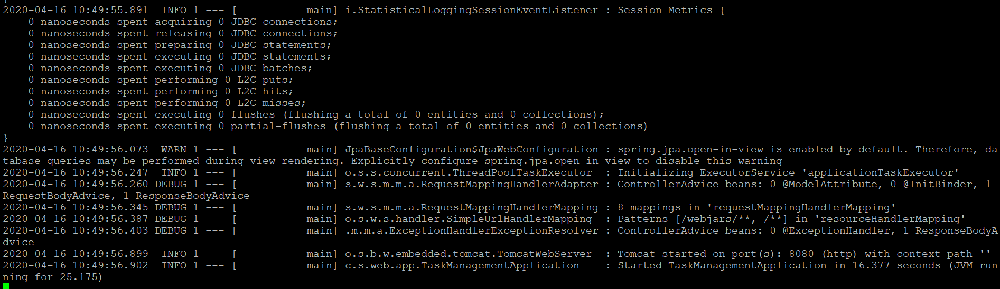 }
2020-04-16 10:49:55.891  INFO 1 --- [           main] i.StatisticalLoggingSessionEventListener : Session Metrics {
    0 nanoseconds spent acquiring 0 JDBC connections;
    0 nanoseconds spent releasing 0 JDBC connections;
    0 nanoseconds spent preparing 0 JDBC statements;
    0 nanoseconds spent executing 0 JDBC statements;
    0 nanoseconds spent executing 0 JDBC batches;
    0 nanoseconds spent performing 0 L2C puts;
    0 nanoseconds spent performing 0 L2C hits;
    0 nanoseconds spent performing 0 L2C misses;
    0 nanoseconds spent executing 0 flushes (flushing a total of 0 entities and 0 collections);
    0 nanoseconds spent executing 0 partial-flushes (flushing a total of 0 entities and 0 collections)
}
2020-04-16 10:49:56.073  WARN 1 --- [           main] JpaBaseConfiguration$JpaWebConfiguration : spring.jpa.open-in-view is enabled by default. Therefore, da
tabase queries may be performed during view rendering. Explicitly configure spring.jpa.open-in-view to disable this warning
2020-04-16 10:49:56.247  INFO 1 --- [           main] o.s.s.concurrent.ThreadPoolTaskExecutor  : Initializing ExecutorService 'applicationTaskExecutor'
2020-04-16 10:49:56.260 DEBUG 1 --- [           main] s.w.s.m.m.a.RequestMappingHandlerAdapter : ControllerAdvice beans: 0 @ModelAttribute, 0 @InitBinder, 1
RequestBodyAdvice, 1 ResponseBodyAdvice
2020-04-16 10:49:56.345 DEBUG 1 --- [           main] s.w.s.m.m.a.RequestMappingHandlerMapping : 8 mappings in 'requestMappingHandlerMapping'
2020-04-16 10:49:56.387 DEBUG 1 --- [           main] o.s.w.s.handler.SimpleUrlHandlerMapping  : Patterns [/webjars/**, /**] in 'resourceHandlerMapping'
2020-04-16 10:49:56.403 DEBUG 1 --- [           main] .m.m.a.ExceptionHandlerExceptionResolver : ControllerAdvice beans: 0 @ExceptionHandler, 1 ResponseBodyA
dvice
2020-04-16 10:49:56.899  INFO 1 --- [           main] o.s.b.w.embedded.tomcat.TomcatWebServer  : Tomcat started on port(s): 8080 (http) with context path ''
2020-04-16 10:49:56.902  INFO 1 --- [           main] c.s.web.app.TaskManagementApplication    : Started TaskManagementApplication in 16.377 seconds (JVM run
ning for 25.175)